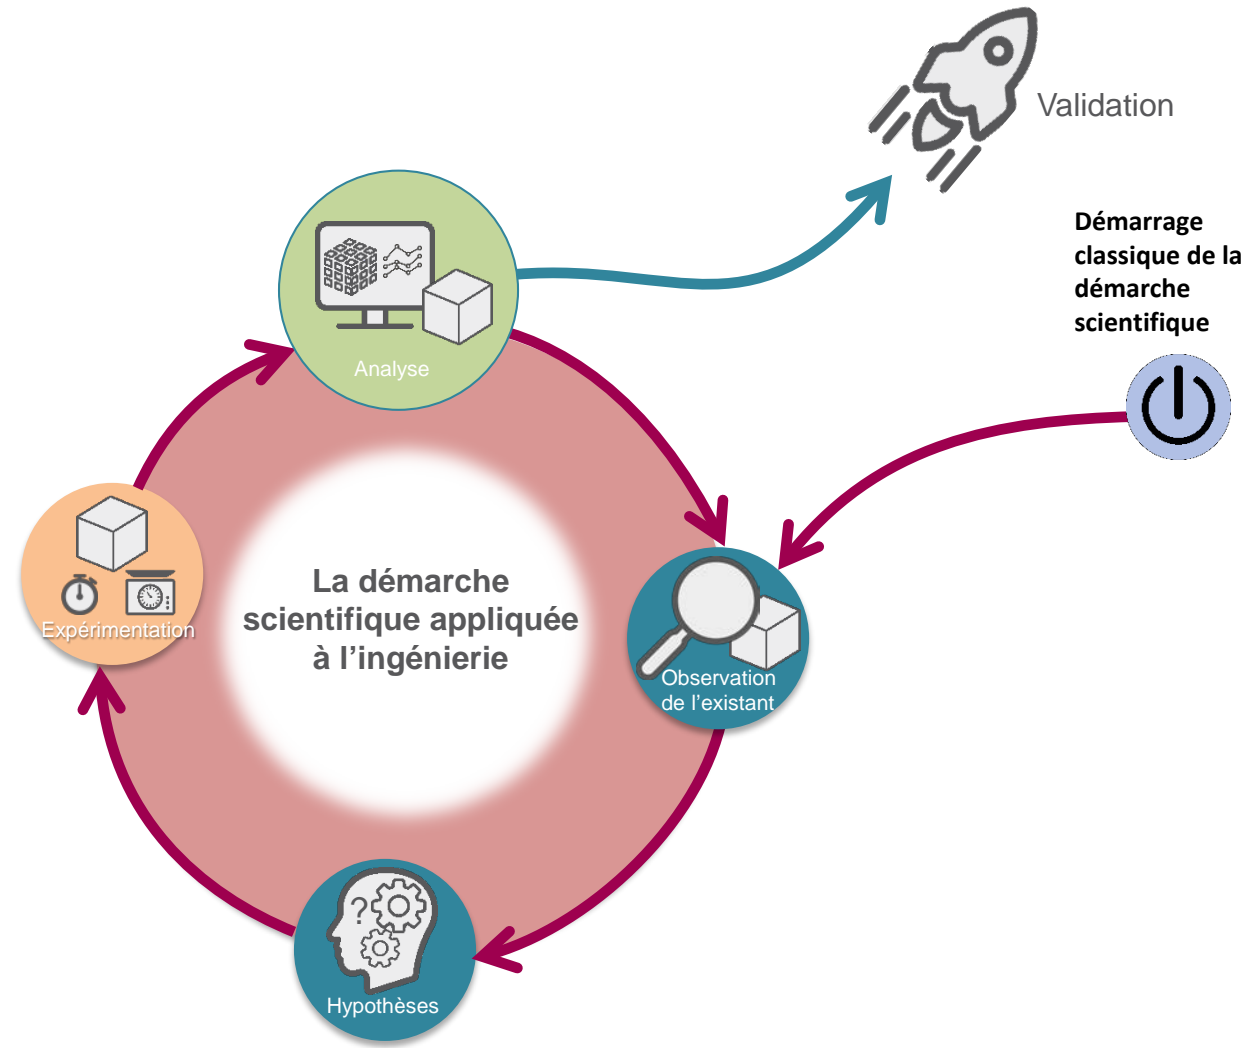 Validation
Démarrage
classique de la
démarche
scientifique
Analyse
La démarche
scientifique appliquée
à l’ingénierie
Expérimentation
Observation
de l’existant
?
Hypothèses